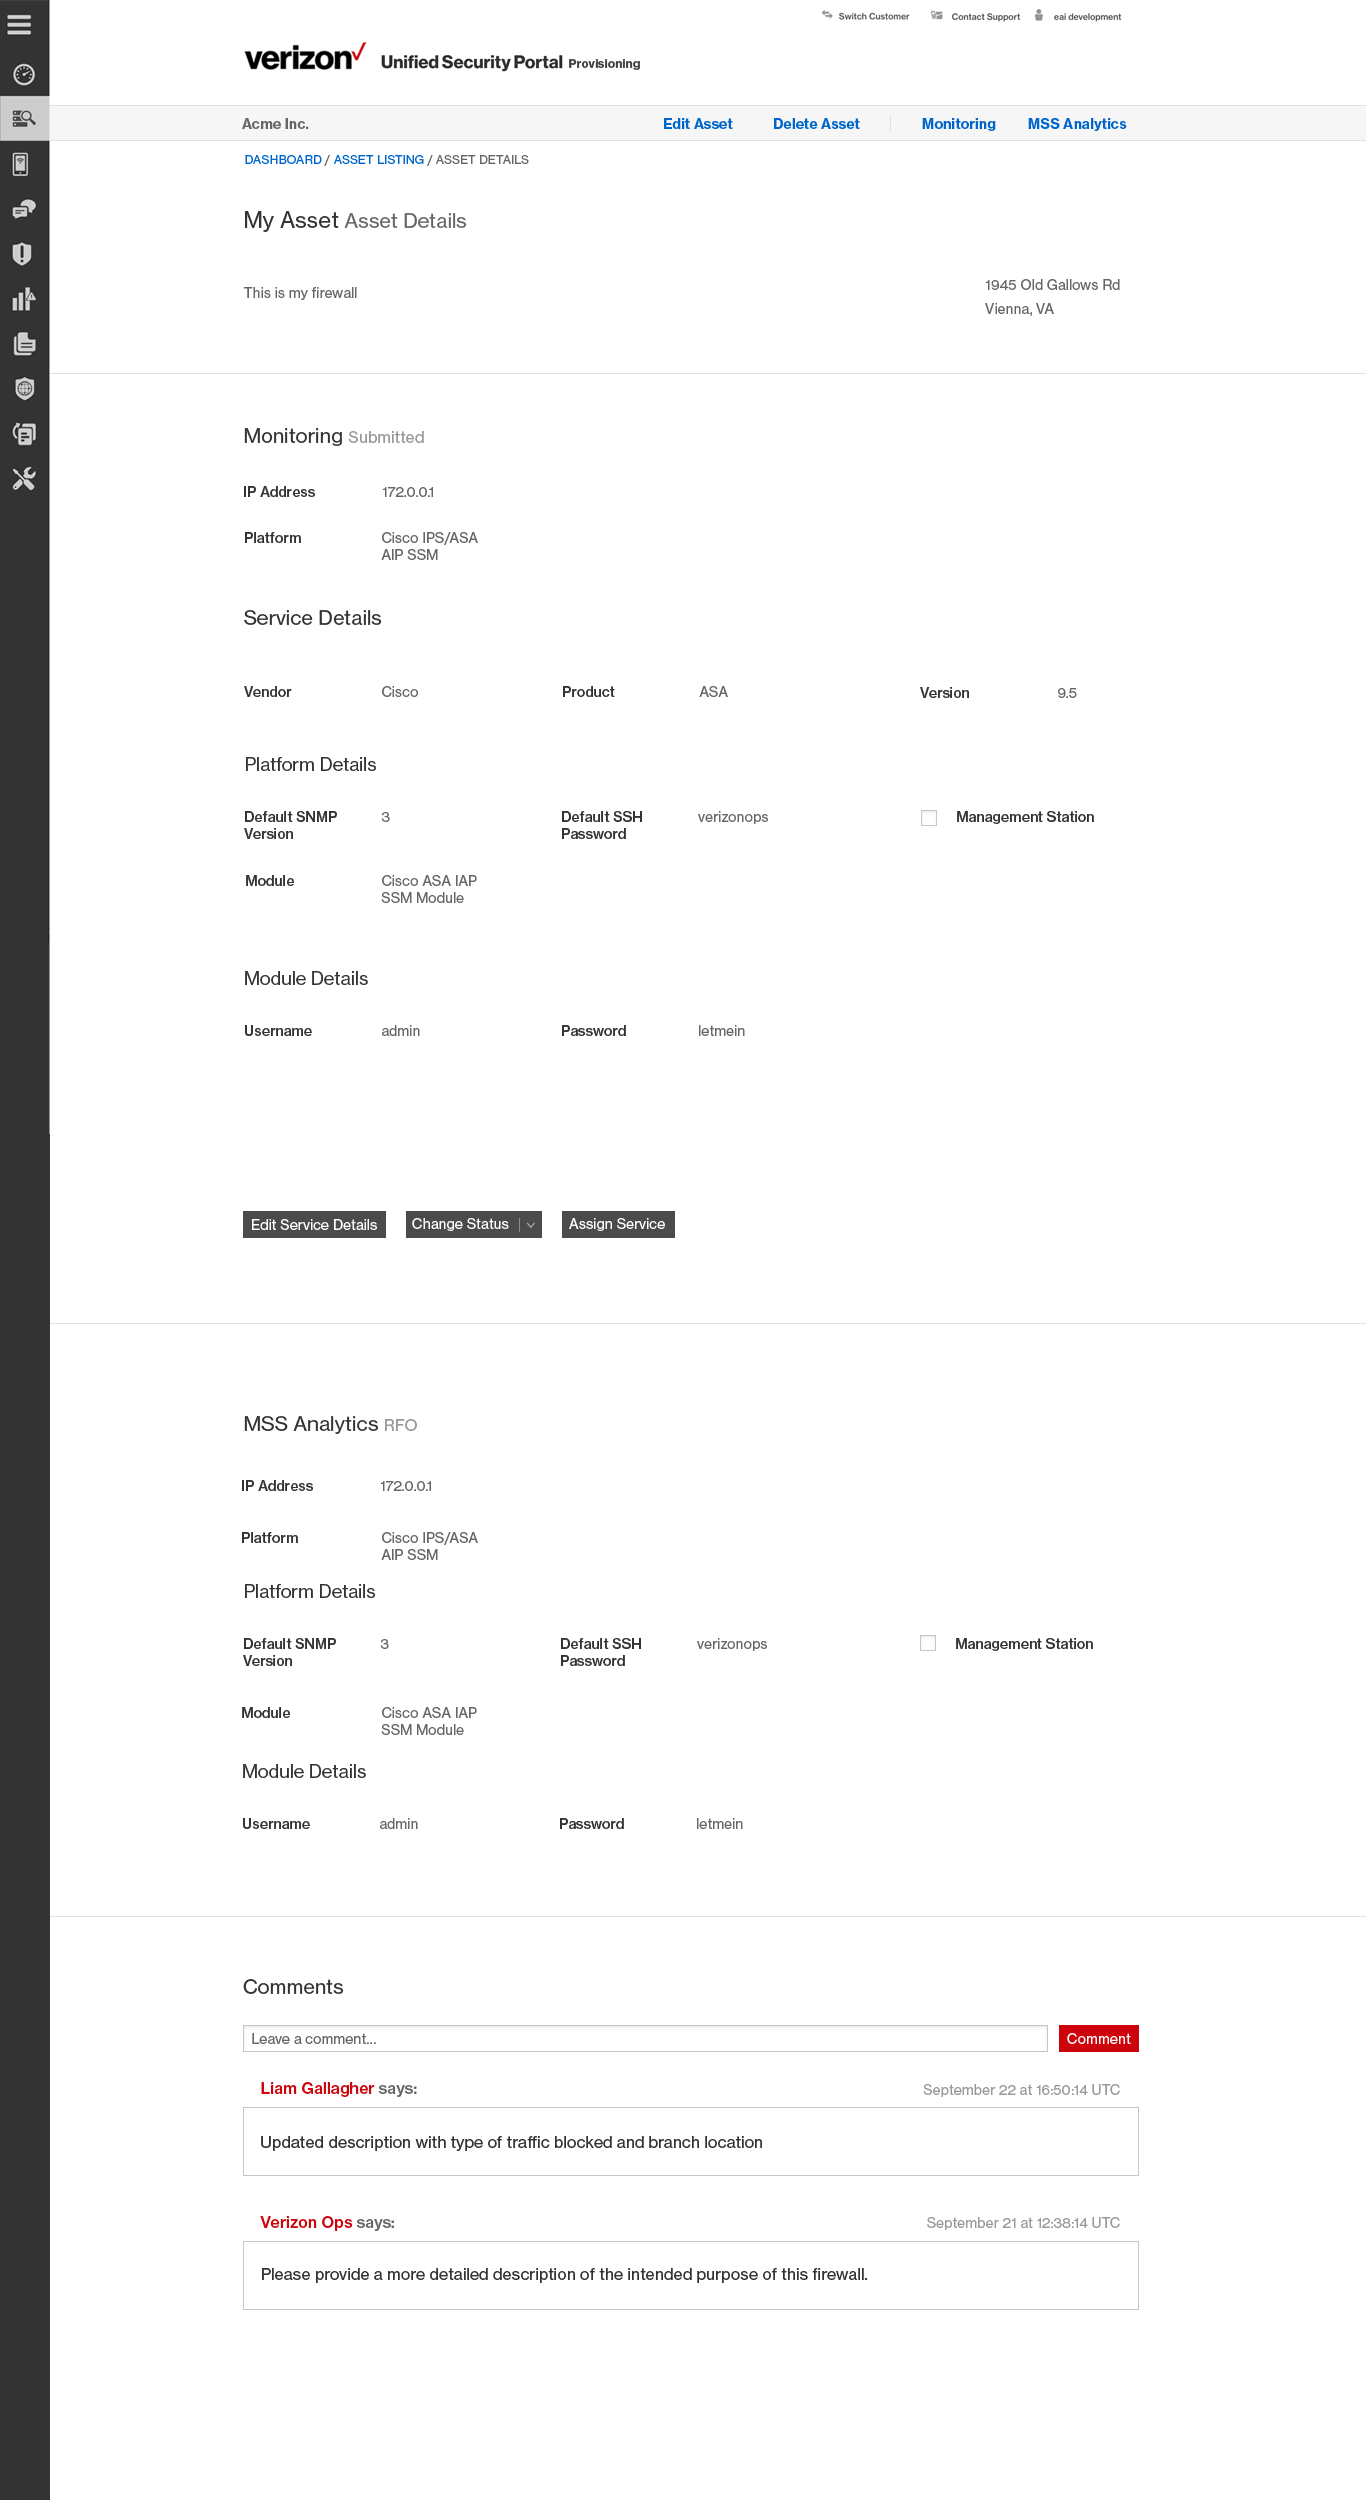 Switch Customer Contact Support eai development
verizon Unified Security Portal Provisioning
Acme Inc. Edit Asset Delete Asset Monitoring MSS Analytics
DASHBOARD / ASSET LISTING / ASSET DETAILS
My Asset Asset Details
This is my firewall
1945 Old Gallows Rd
Vienna, VA
Monitoring Submitted
IP Address 172.0.0.1
Platform Cisco IPS/ASA
AIP SSM
Service Details
Vendor Cisco Product ASA Version 9.5
Platform Details
Default SNMP 3 Default SSH verizonops Management Station
Version Password
Module Cisco ASA IAP
SSM Module
Module Details
Username admin Password letmein
Edit Service Details Change Status Assign Service
MSS Analytics RFO
IP Address 172.0.0.1
Platform Cisco IPS/ASA
AIP SSM
Platform Details
Default SNMP 3 Default SSH verizonops Management Station
Version Password
Module Cisco ASA IAP
SSM Module
Module Details
Username admin Password letmein
Comments
Leave a comment... Comment
Liam Gallagher says: September 22 at 16:50:14 UTC
Updated description with type of traffic blocked and branch location
Verizon Ops says: September 21 at 12:38:14 UTC
Please provide a more detailed description of the intended purpose of this firewall.